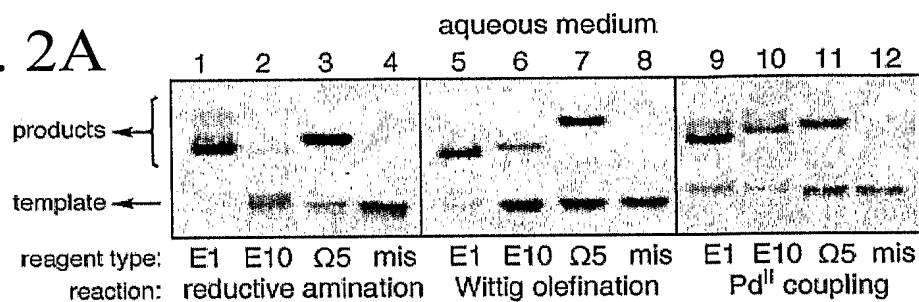 . 2A
aqueous medium
1 2 3 4 5 6 7 8 9 10 11 12
products
template
reagent type: E1 E10 Ω5 mis E1 E10 Ω5 mis E1 E10 Ω5 mis
reaction: reductive amination Wittig olefination Pd^II coupling